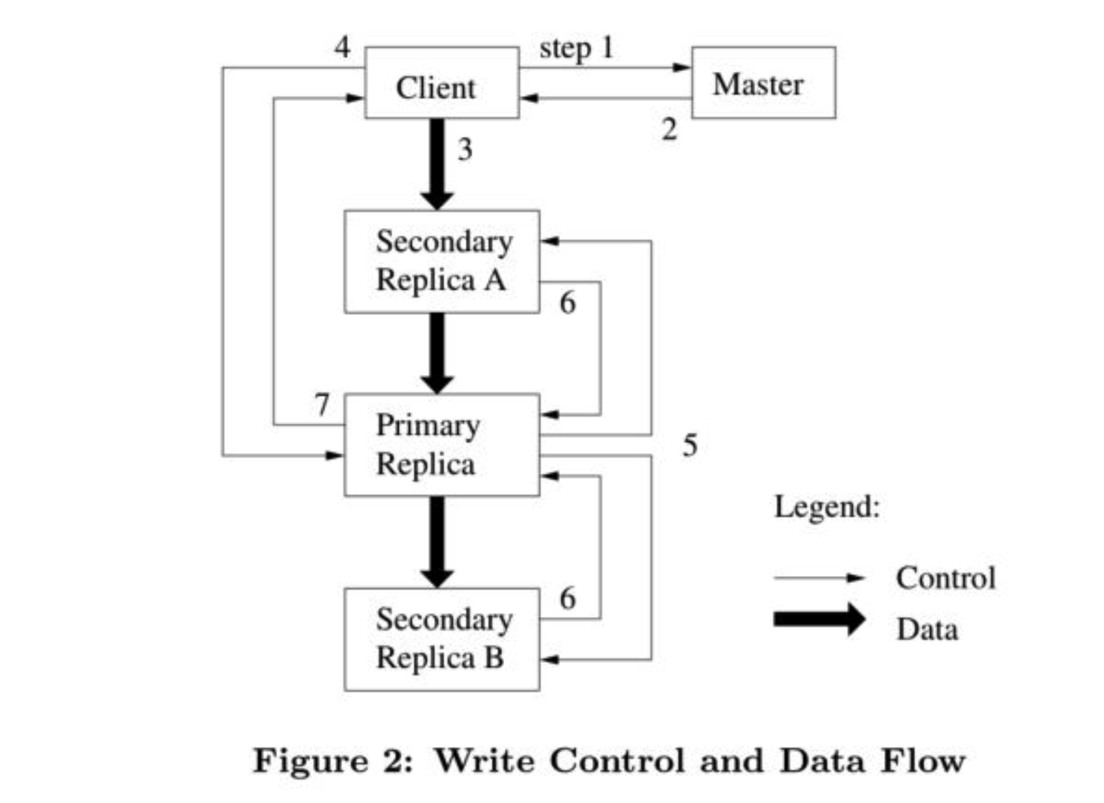 4
step 1
Client
Master
2
3
Secondary
Replica A
6
7
Primary
Replica
5
6
Secondary
Replica B
Legend:
Control
Data
Figure 2: Write Control and Data Flow